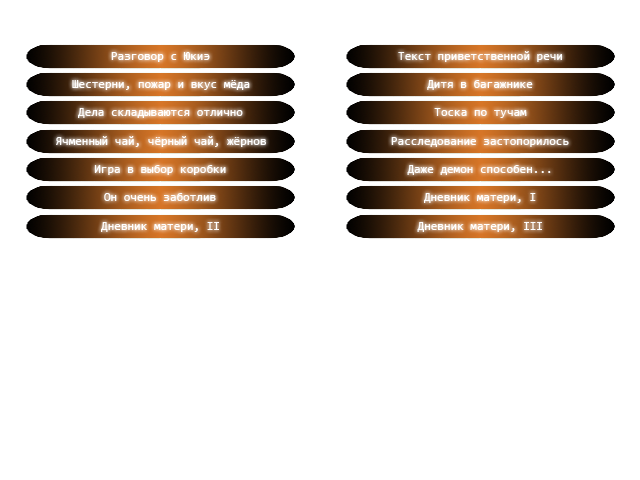 Разговор с Юкиэ
Текст приветственной речи
Шестерни, пожар и вкус мёда
Дитя в багажнике
Дела складываются отлично
Тоска по тучам
Ячменный чай, чёрный чай, жёрнов
Расследование застопорилось
Игра в выбор коробки
Даже демон способен...
Он очень заботлив
Дневник матери, I
Дневник матери, II
Дневник матери, III